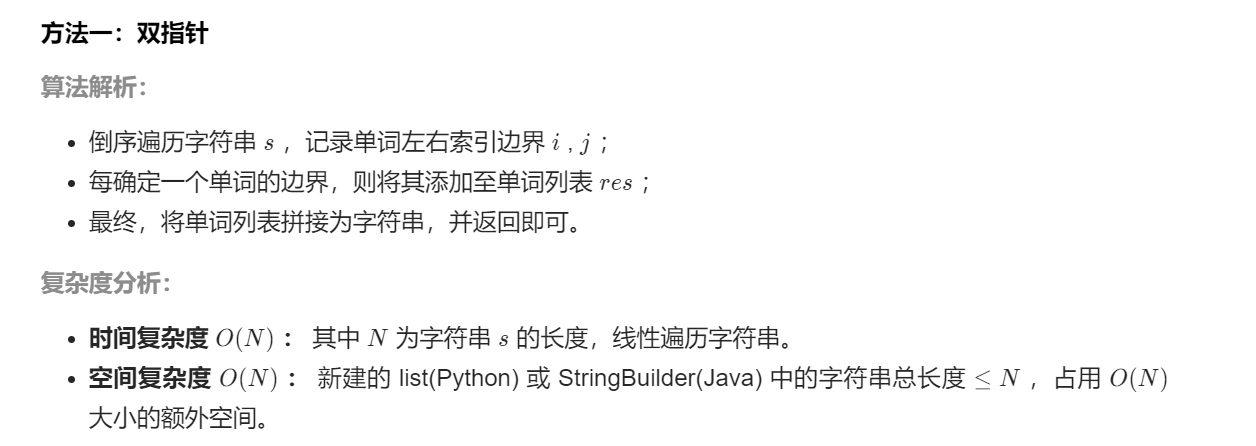 方法一：双指针
算法解析：
• 倒序遍历字符串 s ，记录单词左右索引边界 i , j ；
• 每确定一个单词的边界，则将其添加至单词列表 res ；
• 最终，将单词列表拼接为字符串，并返回即可。
复杂度分析：
• 时间复杂度 O(N) ： 其中 N 为字符串 s 的长度，线性遍历字符串。
• 空间复杂度 O(N) ： 新建的 list(Python) 或 StringBuilder(Java) 中的字符串总长度 ≤ N ，占用 O(N)
大小的额外空间。